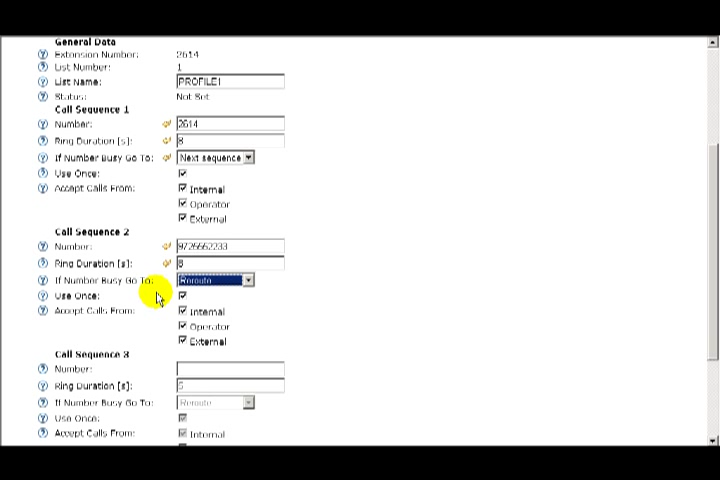 General Data
Extension Number: 2614
List Number: 1
List Name: PROFILE1
Status: Not Set
Call Sequence 1
Number: 2614
Ring Duration [s]: 8
If Number Busy Go To: Next sequence
Use Once:
Accept Calls From: Internal
Operator
External
Call Sequence 2
Number:
Ring Duration [s]: 8
If Number Busy Go To: Reroute
Use Once:
Accept Calls From: Internal
Operator
External
Call Sequence 3
Number:
Ring Duration [s]: 5
If Number Busy Go To: Reroute
Use Once:
Accept Calls From: Internal